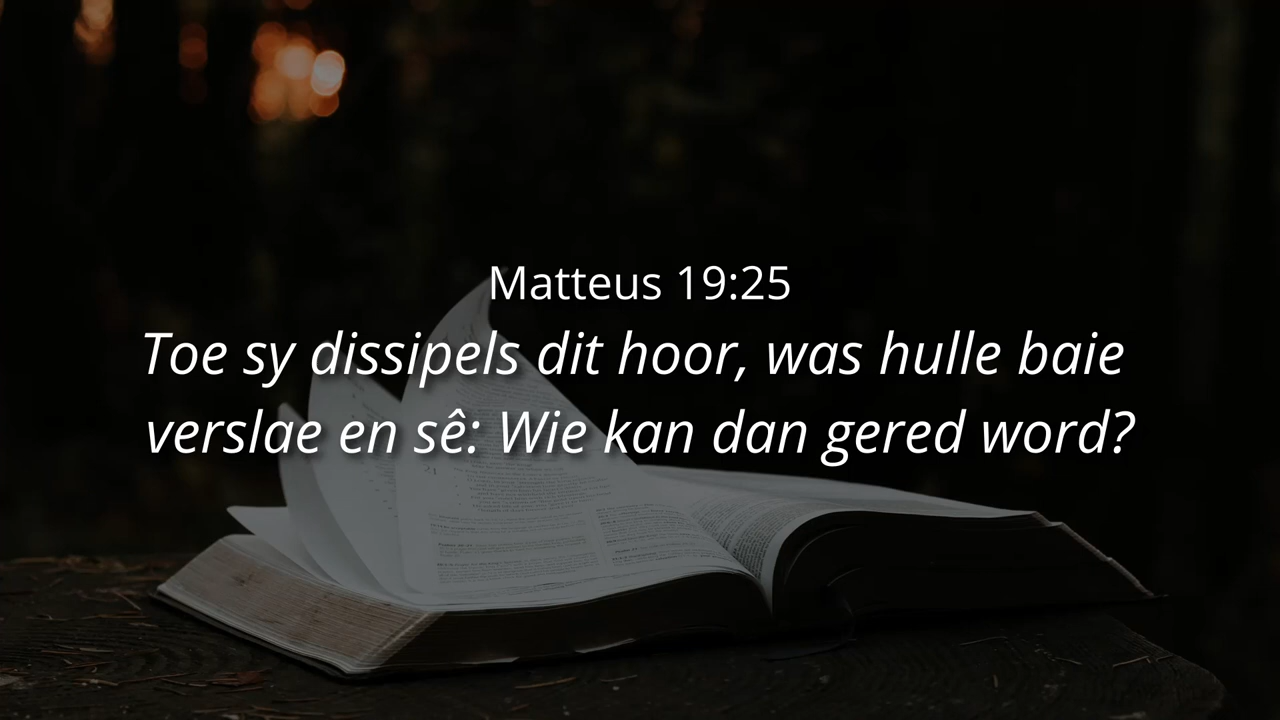 Matteus 19:25
Toe sy dissipels dit hoor, was hulle baie
verslae en sê: Wie kan dan gered word?